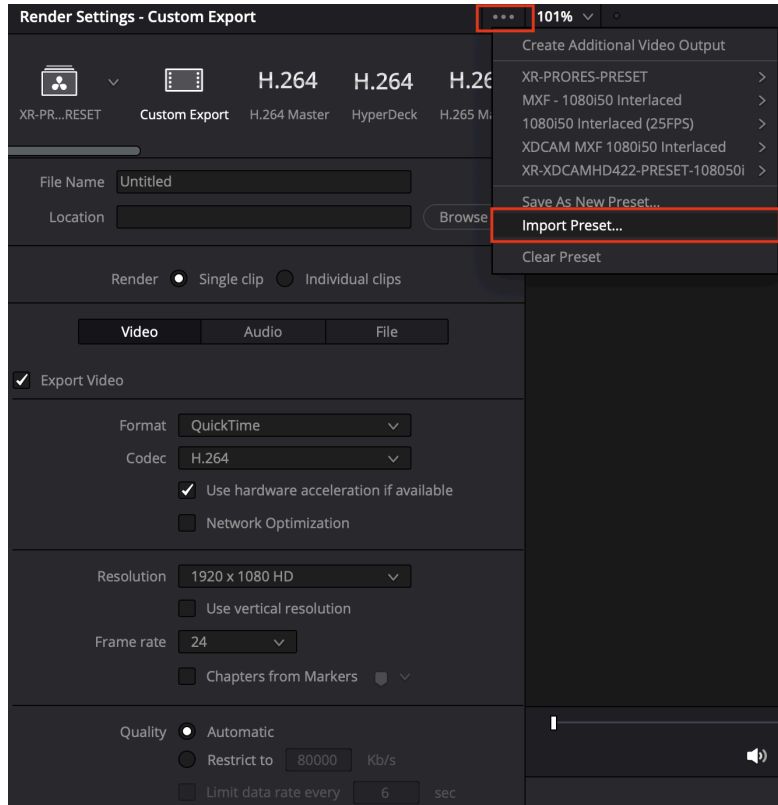 Render Settings - Custom Export
101%
Create Additional Video Output
XR-PRORES-PRESET
MXF - 1080i50 Interlaced
1080i50 Interlaced (25FPS)
XDCAM MXF 1080i50 Interlaced
XR-XDCAMHD422-PRESET-108050i
Save As New Preset...
Import Preset...
Clear Preset
H.264 H.264 H.26
XR-PR...RESET Custom Export H.264 Master HyperDeck H.265 Ma
File Name Untitled
Location Browse
Render Single clip Individual clips
Video Audio File
Export Video
Format QuickTime
Codec H.264
Use hardware acceleration if available
Network Optimization
Resolution 1920 x 1080 HD
Use vertical resolution
Frame rate 24
Chapters from Markers
Quality Automatic
Restrict to 80000 Kb/s
Limit data rate every 6 sec